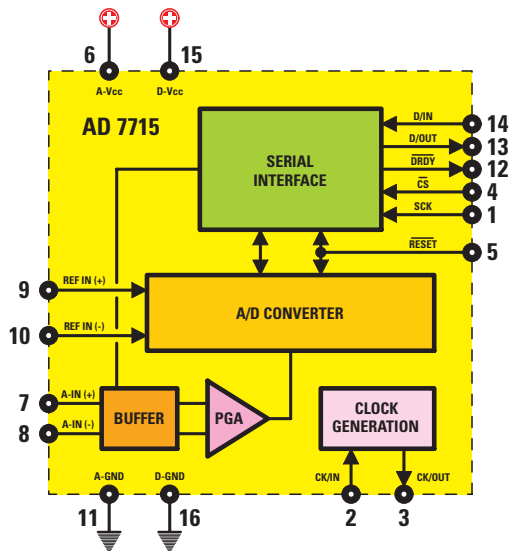 6 15
A-Vcc D-Vcc
AD 7715
SERIAL
INTERFACE
D/IN 14
D/OUT 13
DRDY 12
CS 4
SCK 1
RESET 5
9 REF IN (+)
10 REF IN (-)
A/D CONVERTER
7 A-IN (+)
8 A-IN (-)
BUFFER
PGA
CLOCK
GENERATION
A-GND D-GND
CK/IN CK/OUT
11 16 2 3